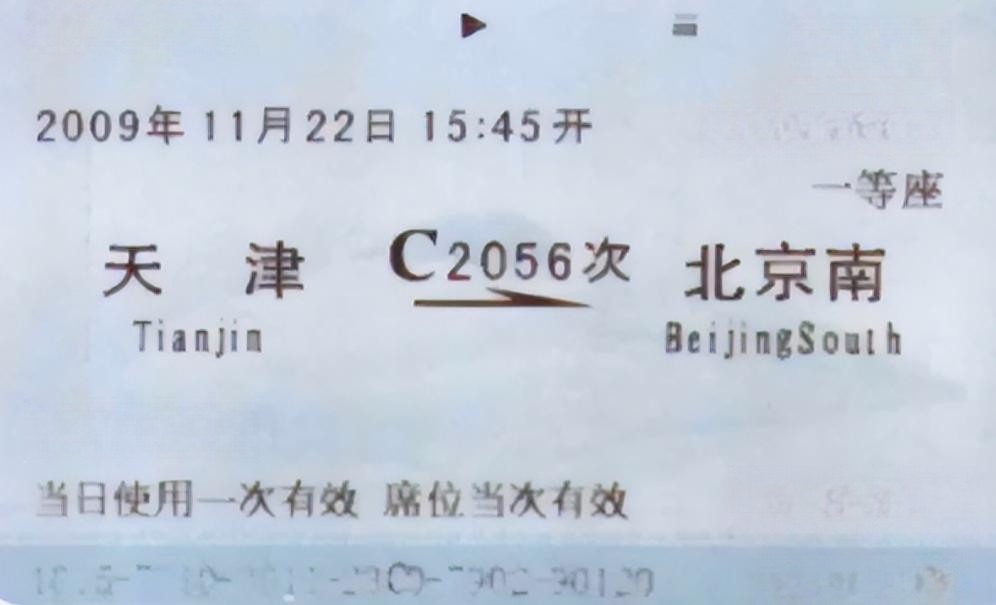 2009年11月22日 15:45开
一等座
天津 C2056次 北京南
Tianjin BeijingSouth
当日使用一次有效 席位当次有效